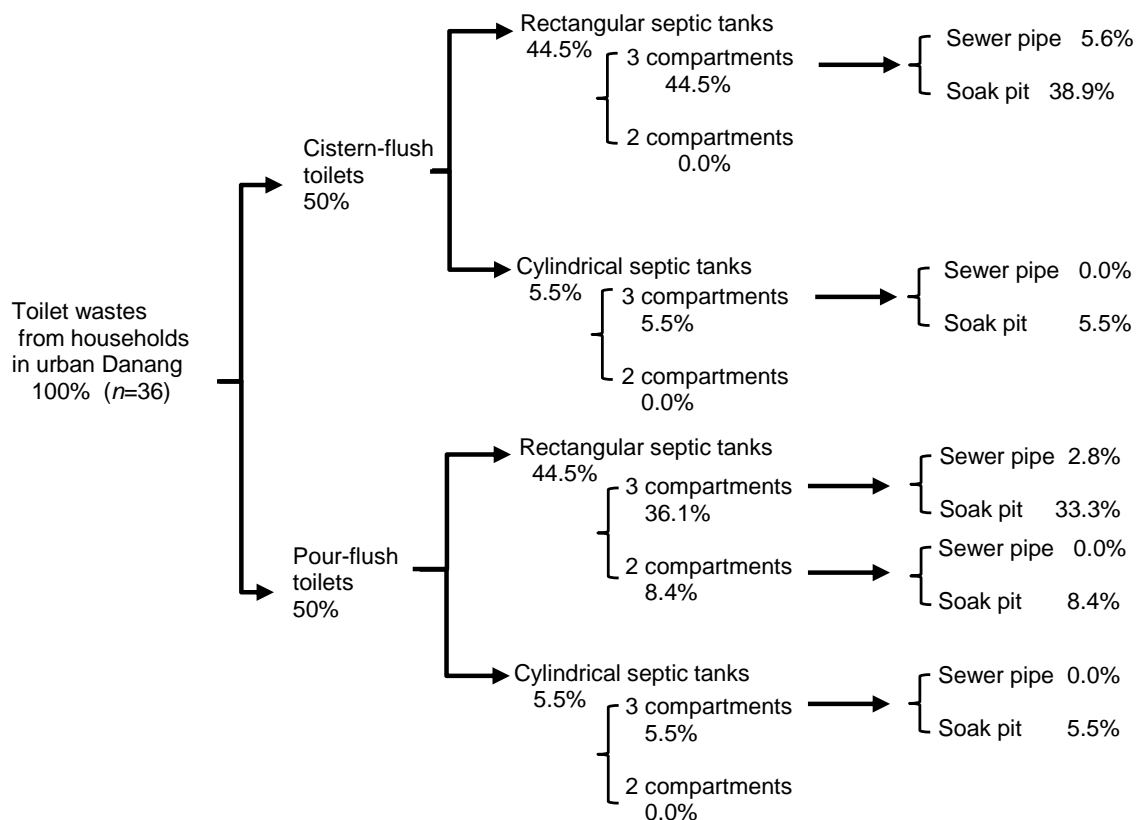 Toilet wastes
from households
in urban Danang
100% (n=36)
Cistern-flush
toilets
50%
Rectangular septic tanks
44.5%
3 compartments
44.5%
Sewer pipe 5.6%
Soak pit 38.9%
2 compartments
0.0%
Cylindrical septic tanks
5.5%
3 compartments
5.5%
Sewer pipe 0.0%
Soak pit 5.5%
2 compartments
0.0%
Pour-flush
toilets
50%
Rectangular septic tanks
44.5%
3 compartments
36.1%
Sewer pipe 2.8%
Soak pit 33.3%
2 compartments
8.4%
Sewer pipe 0.0%
Soak pit 8.4%
Cylindrical septic tanks
5.5%
3 compartments
5.5%
Sewer pipe 0.0%
Soak pit 5.5%
2 compartments
0.0%